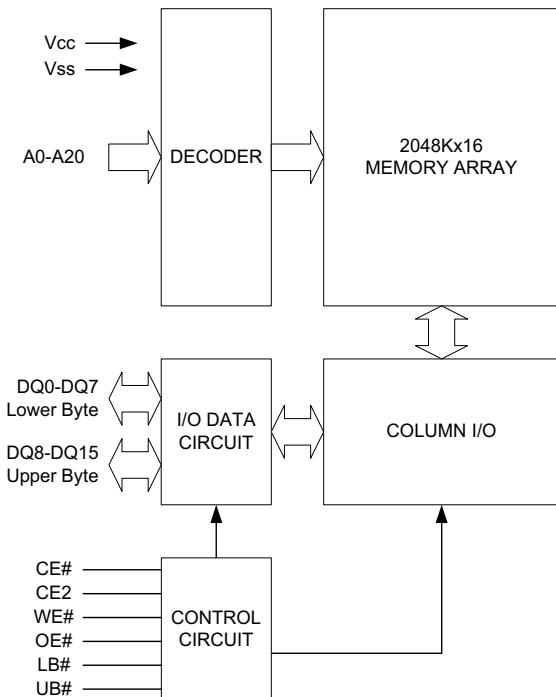 Vcc
Vss
A0-A20
DECODER
2048Kx16
MEMORY ARRAY
DQ0-DQ7
Lower Byte
DQ8-DQ15
Upper Byte
I/O DATA
CIRCUIT
COLUMN I/O
CE#
CE2
WE#
OE#
LB#
UB#
CONTROL
CIRCUIT